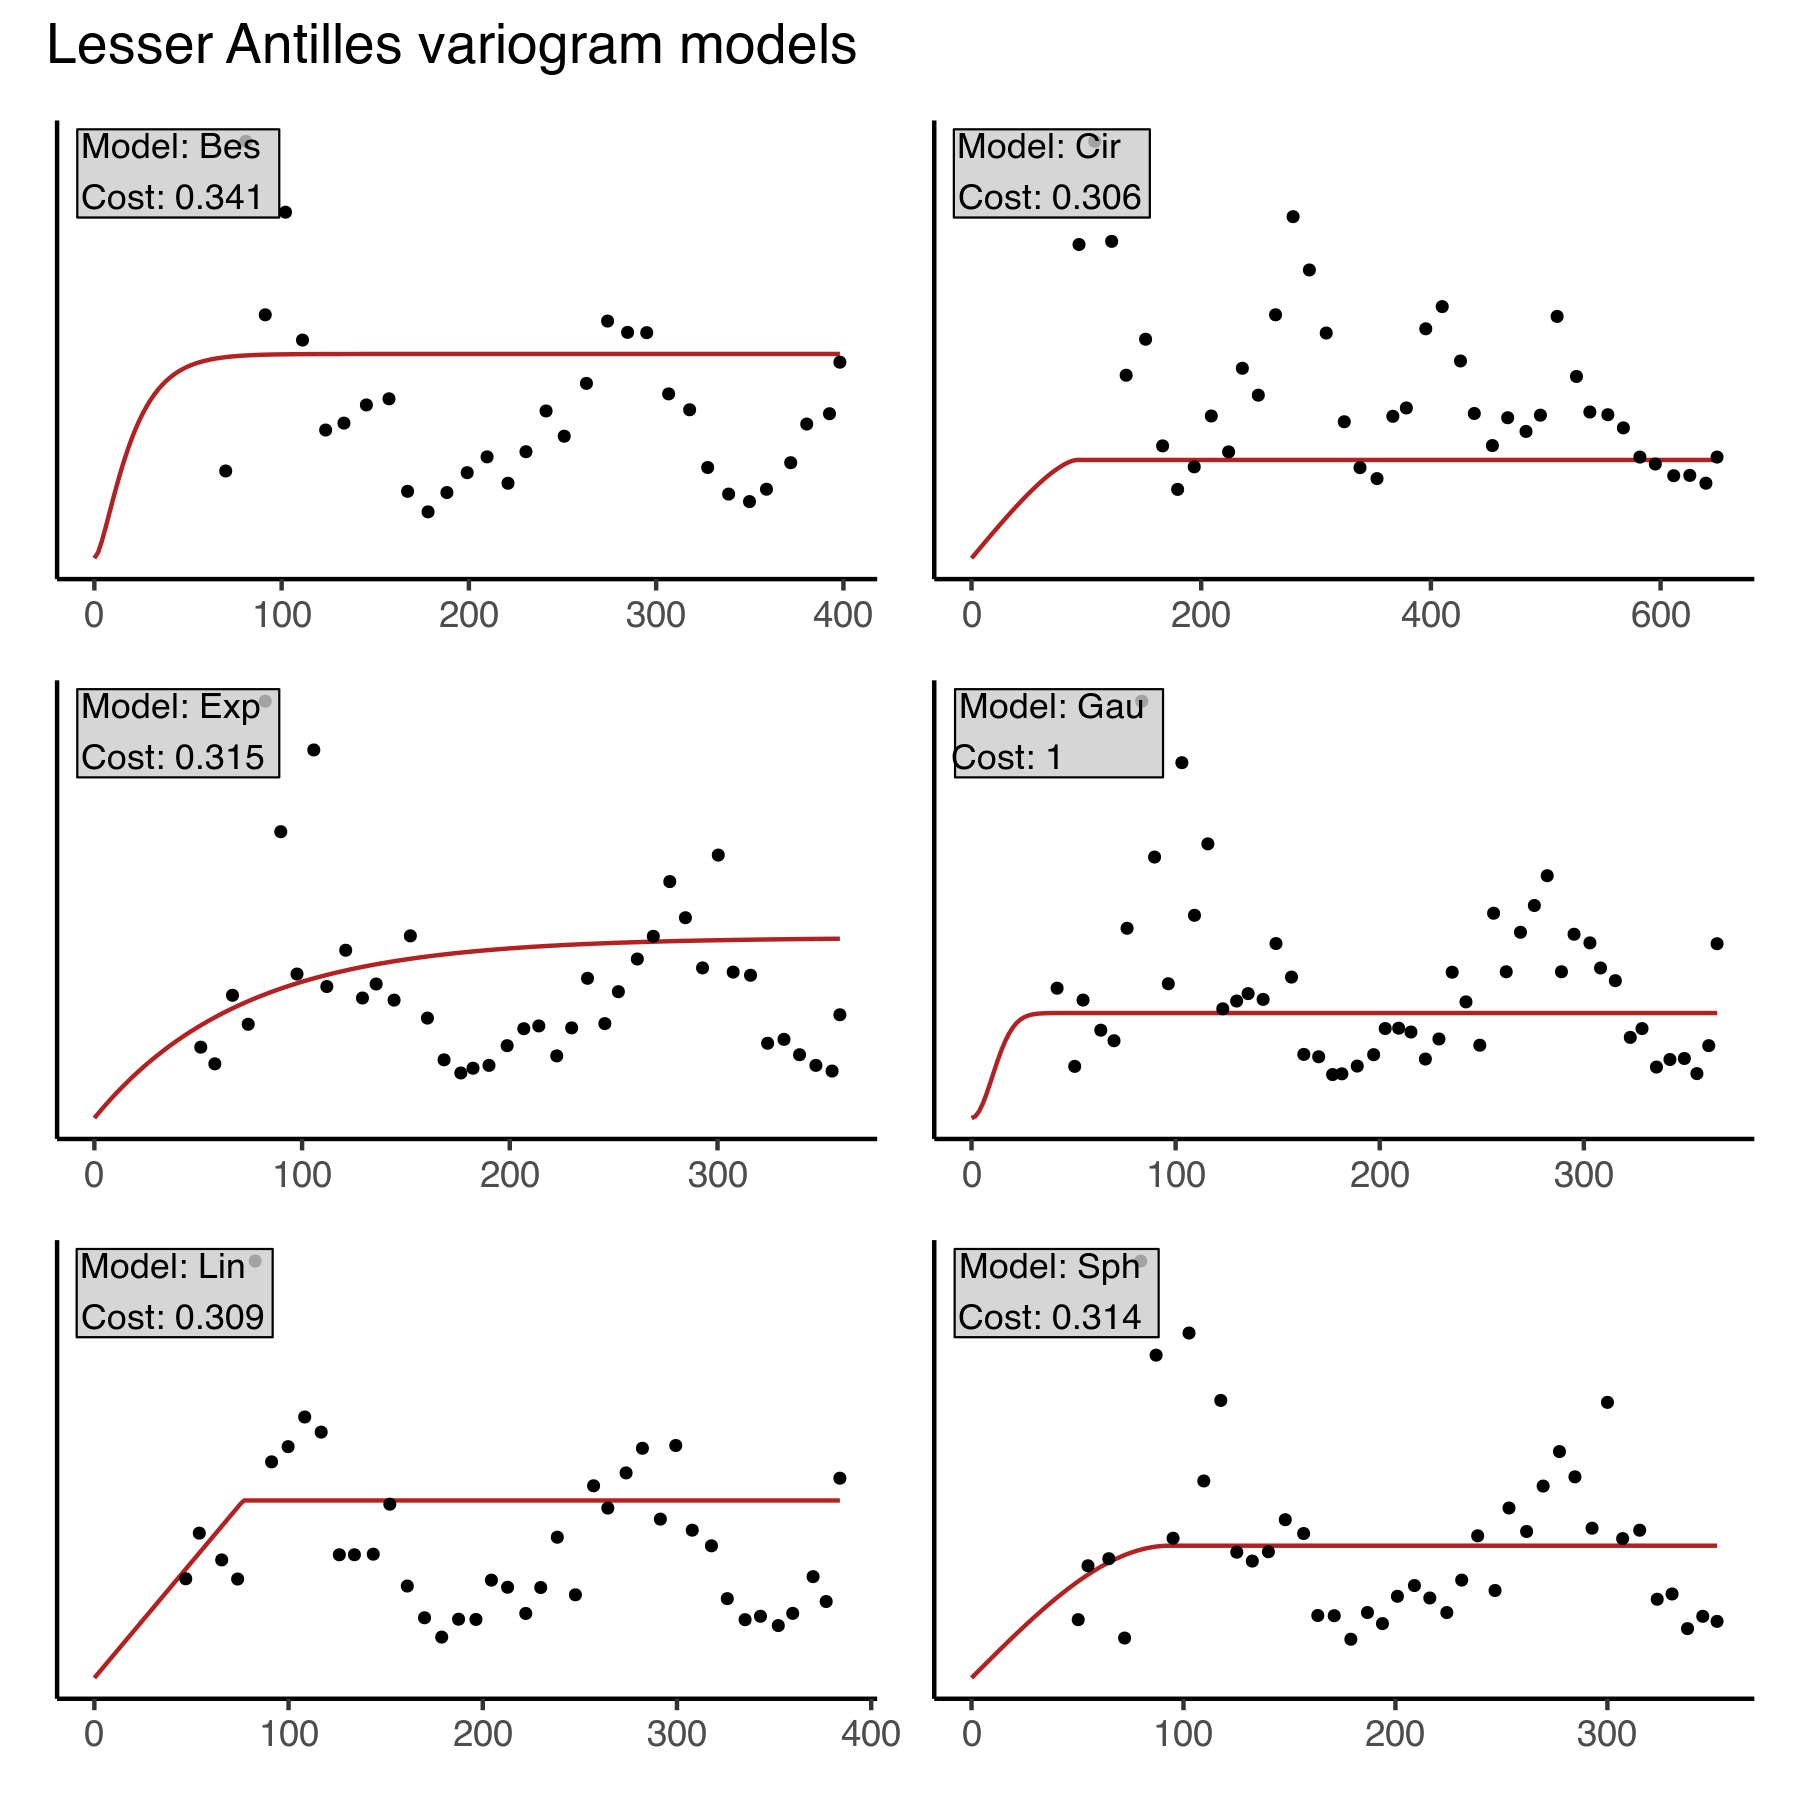 Lesser Antilles variogram models
Model: Bes
Cost: 0.341
0 100 200 300 400
Model: Cir
Cost: 0.306
0 200 400 600
Model: Exp
Cost: 0.315
0 100 200 300
Model: Gau
Cost: 1
0 100 200 300
Model: Lin
Cost: 0.309
0 100 200 300 400
Model: Sph
Cost: 0.314
0 100 200 300